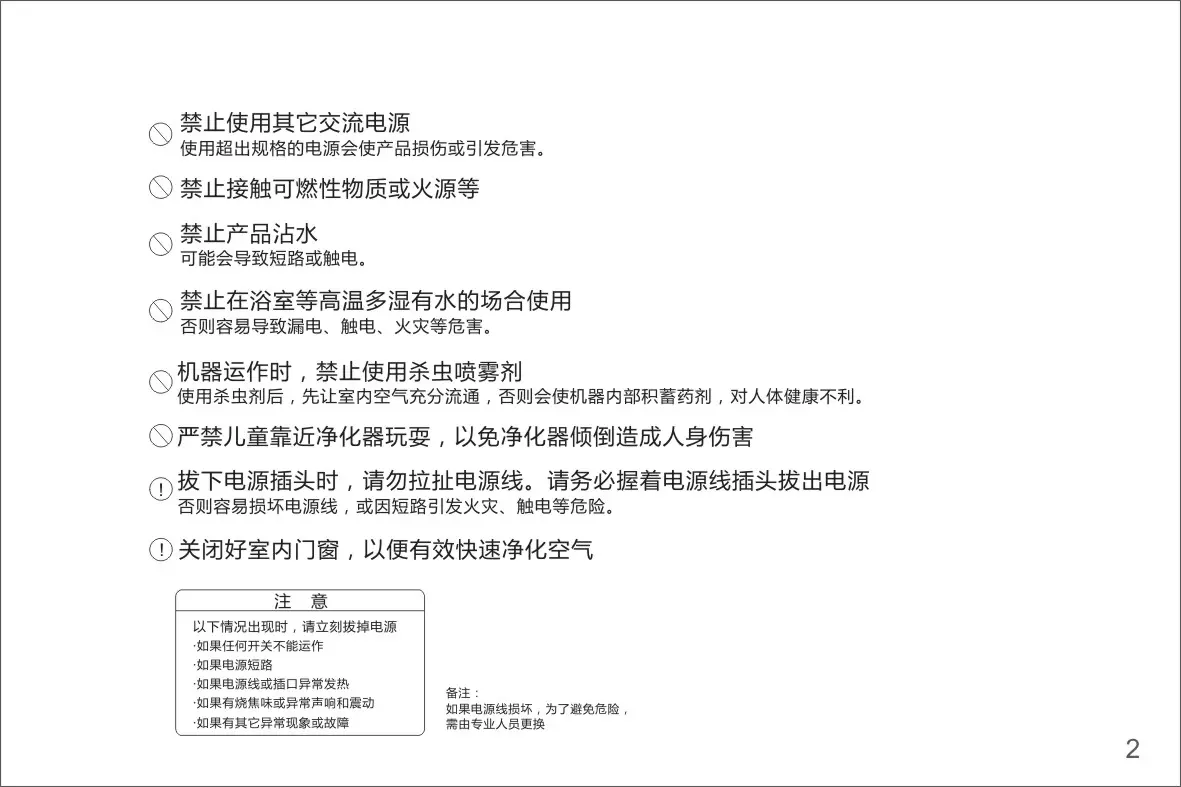 禁止使用其它交流电源
使用超出规格的电源会使产品损伤或引发危害。
禁止接触可燃性物质或火源等
禁止产品沾水
可能会导致短路或触电。
禁止在浴室等高温多湿有水的场合使用
否则容易导致漏电、触电、火灾等危害。
机器运作时，禁止使用杀虫喷雾剂
使用杀虫剂后，先让室内空气充分流通，否则会使机器内部积蓄药剂，对人体健康不利。
严禁儿童靠近净化器玩耍，以免净化器倾倒造成人身伤害
拔下电源插头时，请勿拉扯电源线。请务必握着电源线插头拔出电源
否则容易损坏电源线，或因短路引发火灾、触电等危险。
关闭好室内门窗，以便有效快速净化空气
注 意
以下情况出现时，请立刻拔掉电源
·如果任何开关不能运作
·如果电源短路
·如果电源线或插口异常发热
·如果有烧焦味或异常声响和震动
·如果有其它异常现象或故障
备注：
如果电源线损坏，为了避免危险，
需由专业人员更换
2